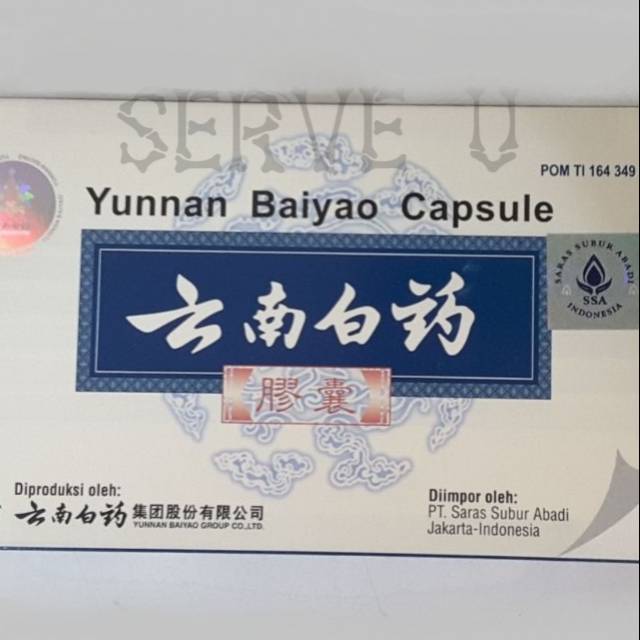 SERVE U
POM TI 164 349
Yunnan Baiyao Capsule
云南白药
膠囊
SARAS SUBUR ABADI
SSA
INDONESIA
Diproduksi oleh:
云南白药集团股份有限公司
YUNNAN BAIYAO GROUP CO.,LTD.
Diimpor oleh:
PT. Saras Subur Abadi
Jakarta-Indonesia